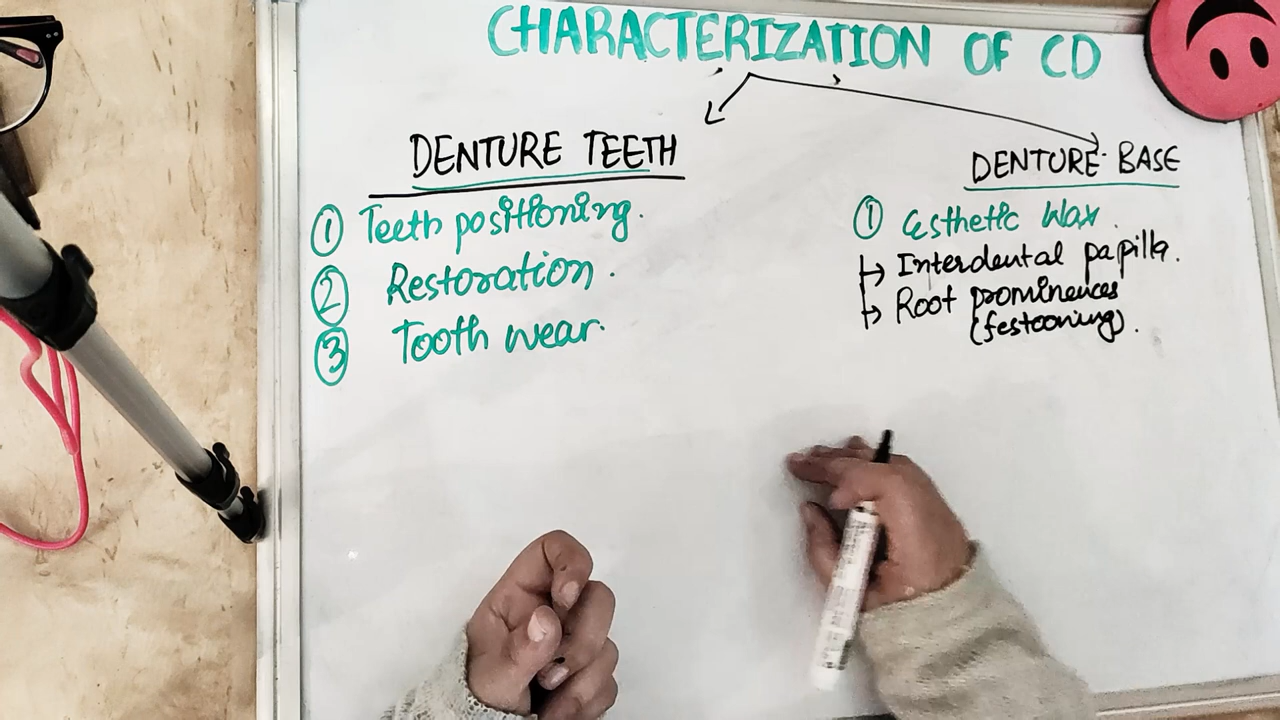 CHARACTERIZATION OF CD
DENTURE TEETH
① Teeth positioning.
② Restoration.
③ Tooth wear.
DENTURE BASE
① Esthetic Wax.
Interdental papilla.
Root prominences
(festooning).